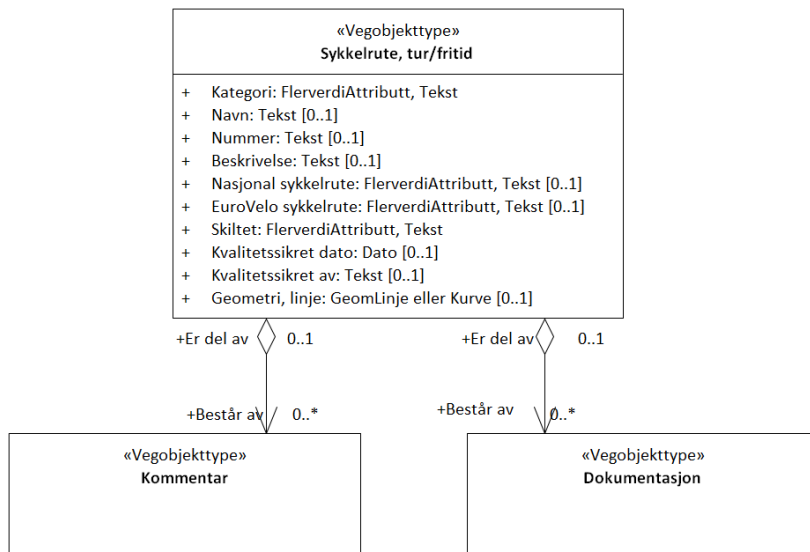 «Vegobjekttype»
Sykkelrute, tur/fritid
+ Kategori: FlerverdiAttributt, Tekst
+ Navn: Tekst [0..1]
+ Nummer: Tekst [0..1]
+ Beskrivelse: Tekst [0..1]
+ Nasjonal sykkelrute: FlerverdiAttributt, Tekst [0..1]
+ EuroVelo sykkelrute: FlerverdiAttributt, Tekst [0..1]
+ Skiltet: FlerverdiAttributt, Tekst
+ Kvalitetssikret dato: Dato [0..1]
+ Kvalitetssikret av: Tekst [0..1]
+ Geometri, linje: GeomLinje eller Kurve [0..1]
+Er del av 0..1
+Er del av 0..1
+Består av 0..*
+Består av 0..*
«Vegobjekttype»
Kommentar
«Vegobjekttype»
Dokumentasjon